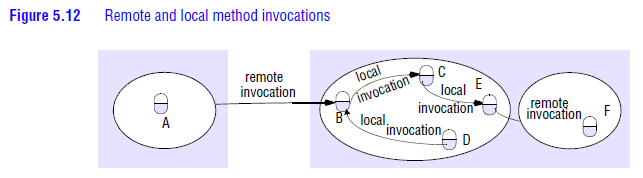 Figure 5.12 Remote and local method invocations
remote
invocation
A
local
invocation
B
C
local
invocation
E
local
invocation
D
remote
invocation
F